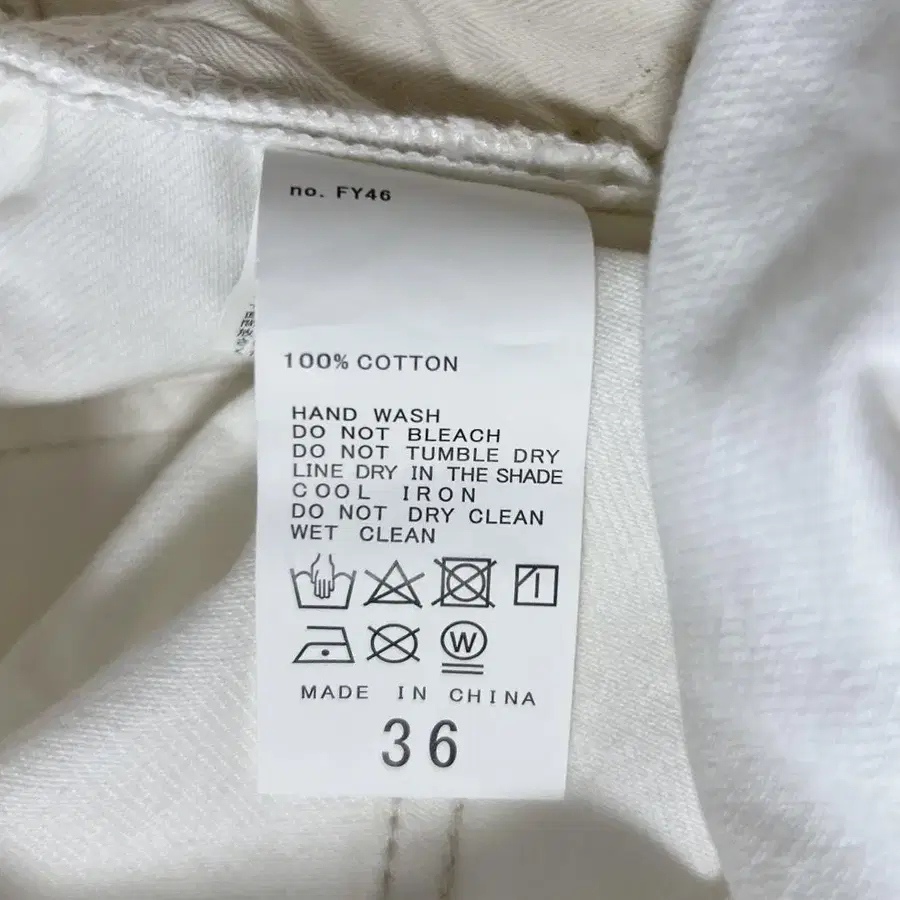 no. FY46
100% COTTON
HAND WASH
DO NOT BLEACH
DO NOT TUMBLE DRY
LINE DRY IN THE SHADE
COOL IRON
DO NOT DRY CLEAN
WET CLEAN
W
MADE IN CHINA
36